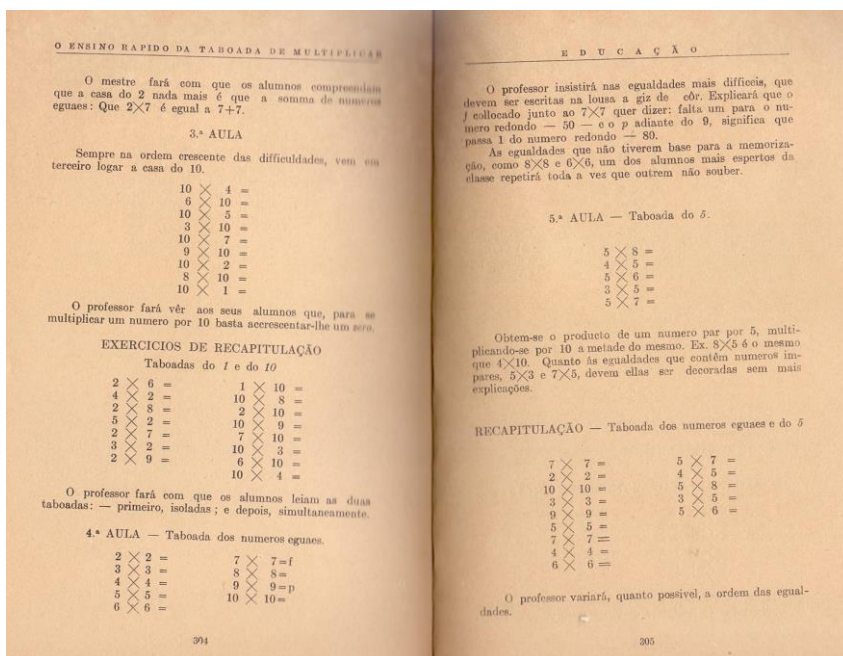 O ENSINO RAPIDO DA TABOADA DE MULTIPLICAR
O mestre fará com que os alumnos comprehendam
que a casa do 2 nada mais é que a somma de numeros
eguaes: Que 2×7 é egual a 7+7.
3.ª AULA
Sempre na ordem crescente das difficuldades, vem em
terceiro logar a casa do 10.
10 × 4 =
6 × 10 =
10 × 5 =
3 × 10 =
10 × 7 =
9 × 10 =
10 × 2 =
8 × 10 =
10 × 1 =
O professor fará vêr aos seus alumnos que, para se
multiplicar um numero por 10 basta accrescentar-lhe um zero.
EXERCICIOS DE RECAPITULAÇÃO
Taboadas do 1 e do 10
2 × 6 = 1 × 10 =
4 × 2 = 10 × 8 =
2 × 8 = 2 × 10 =
5 × 2 = 10 × 9 =
2 × 7 = 7 × 10 =
3 × 2 = 10 × 3 =
2 × 9 = 6 × 10 =
10 × 4 =
O professor fará com que os alumnos leiam as duas
taboadas: — primeiro, isoladas; e depois, simultaneamente.
4.ª AULA — Taboada dos numeros eguaes.
2 × 2 = 7 × 7=f
3 × 3 = 8 × 8=
4 × 4 = 9 × 9=p
5 × 5 = 10 × 10=
6 × 6 =
304
EDUCAÇÃO
O professor insistirá nas egualdades mais difficeis, que
devem ser escritas na lousa a giz de côr. Explicará que o
f collocado junto ao 7×7 quer dizer: falta um para o nu-
mero redondo — 50 — e o p adiante do 9, significa que
passa 1 do numero redondo — 80.
As egualdades que não tiverem base para a memoriza-
ção, como 8×8 e 6×6, um dos alumnos mais espertos da
classe repetirá toda a vez que outrem não souber.
5.ª AULA — Taboada do 5.
5 × 8 =
4 × 5 =
5 × 6 =
3 × 5 =
5 × 7 =
Obtem-se o producto de um numero par por 5, multi-
plicando-se por 10 a metade do mesmo. Ex. 8×5 é o mesmo
que 4×10. Quanto ás egualdades que contêm numeros im-
pares, 5×3 e 7×5, devem ellas ser decoradas sem mais
explicações.
RECAPITULAÇÃO — Taboada dos numeros eguaes e do 5
7 × 7 = 5 × 7 =
2 × 2 = 4 × 5 =
10 × 10 = 5 × 8 =
3 × 3 = 3 × 5 =
9 × 9 = 5 × 6 =
5 × 5 =
7 × 7 =
4 × 4 =
6 × 6 =
O professor variará, quanto possivel, a ordem das egual-
dades.
305